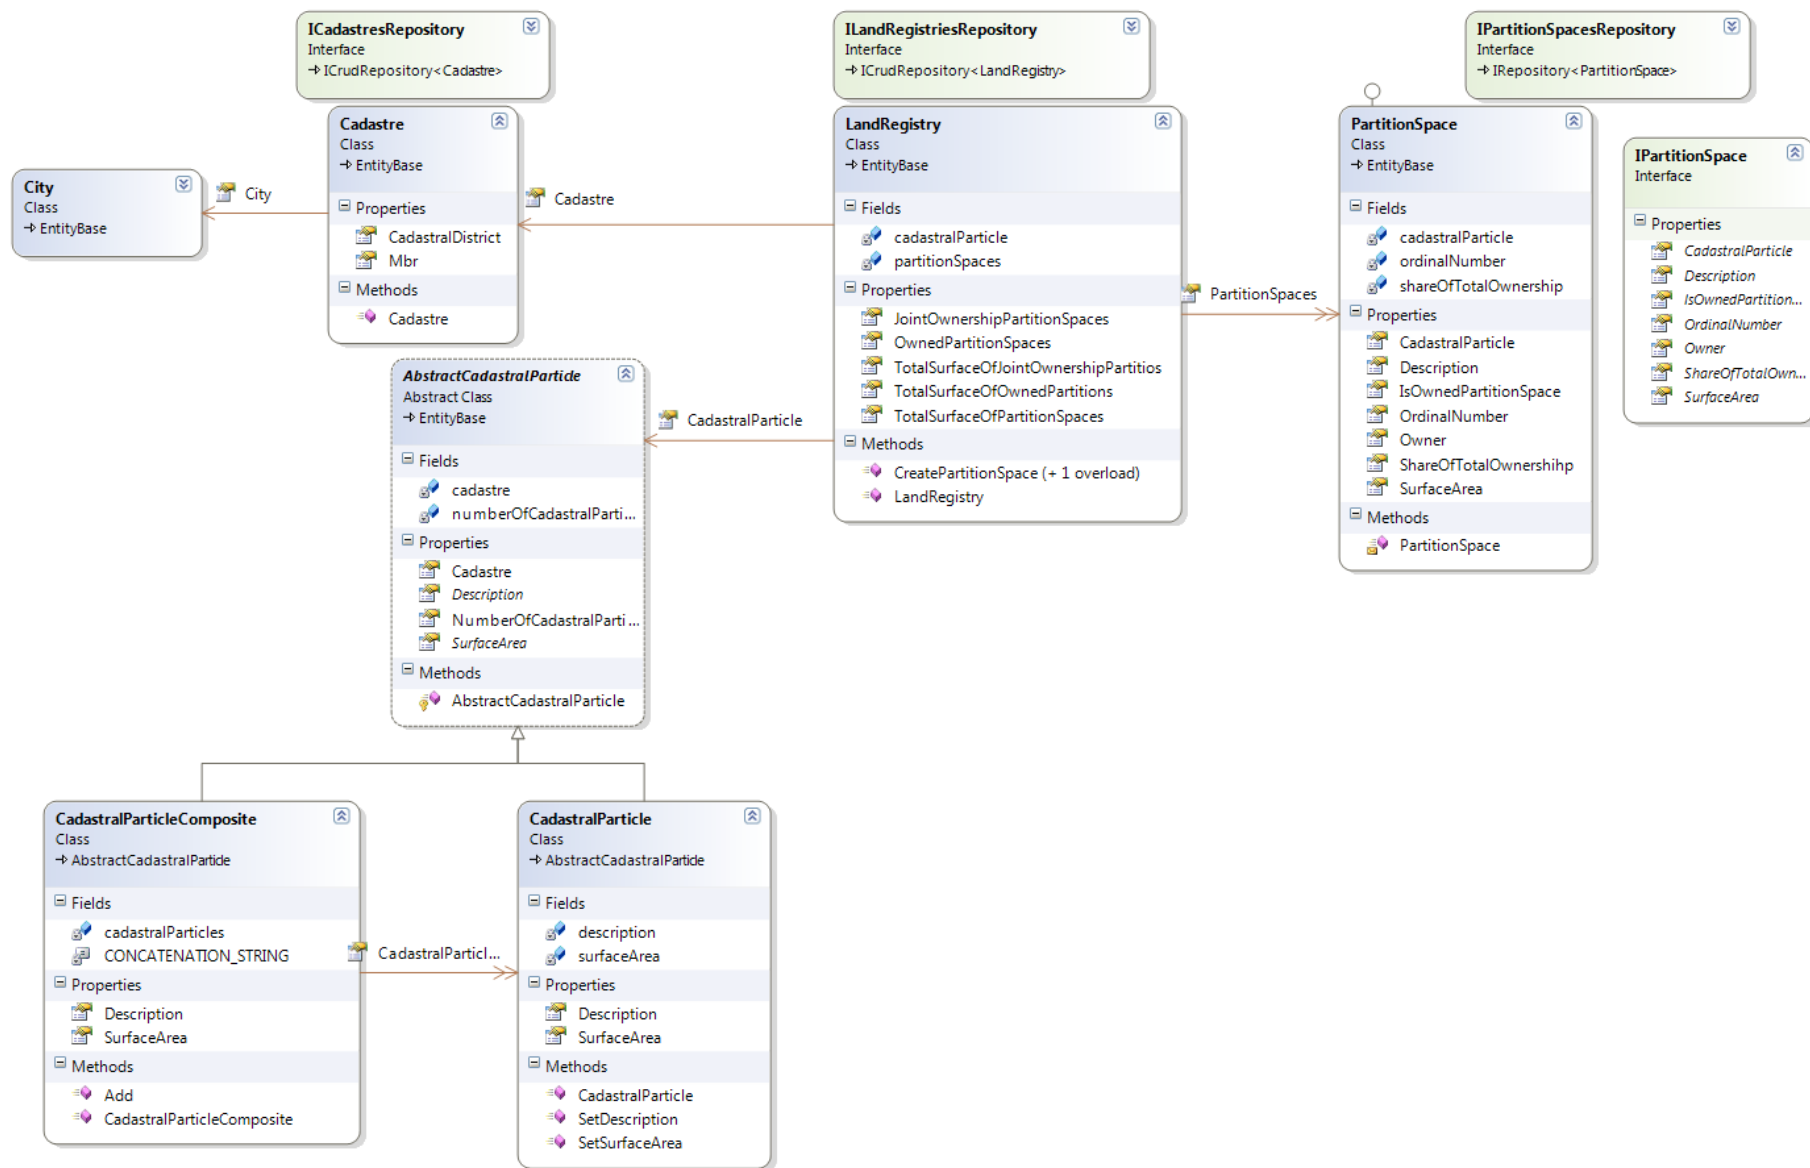 ICadastresRepository
Interface
ICrudRepository<Cadastre>
ILandRegistriesRepository
Interface
ICrudRepository<LandRegistry>
IPartitionSpacesRepository
Interface
IRepository<PartitionSpace>
City
Class
EntityBase
City
Cadastre
Class
EntityBase
Properties
CadastralDistrict
Mbr
Methods
Cadastre
Cadastre
LandRegistry
Class
EntityBase
Fields
cadastralParticle
partitionSpaces
Properties
JointOwnershipPartitionSpaces
OwnedPartitionSpaces
TotalSurfaceOfJointOwnershipPartitios
TotalSurfaceOfOwnedPartitions
TotalSurfaceOfPartitionSpaces
Methods
CreatePartitionSpace (+ 1 overload)
LandRegistry
PartitionSpaces
PartitionSpace
Class
EntityBase
Fields
cadastralParticle
ordinalNumber
shareOfTotalOwnership
Properties
CadastralParticle
Description
IsOwnedPartitionSpace
OrdinalNumber
Owner
ShareOfTotalOwnershihp
SurfaceArea
Methods
PartitionSpace
IPartitionSpace
Interface
Properties
CadastralParticle
Description
IsOwnedPartition...
OrdinalNumber
Owner
ShareOfTotalOwn...
SurfaceArea
AbstractCadastralParticle
Abstract Class
EntityBase
Fields
cadastre
numberOfCadastralParti...
Properties
Cadastre
Description
NumberOfCadastralParti...
SurfaceArea
Methods
AbstractCadastralParticle
CadastralParticle
CadastralParticleComposite
Class
AbstractCadastralParticle
Fields
cadastralParticles
CONCATENATION_STRING
Properties
Description
SurfaceArea
Methods
Add
CadastralParticleComposite
CadastralParticl...
CadastralParticle
Class
AbstractCadastralParticle
Fields
description
surfaceArea
Properties
Description
SurfaceArea
Methods
CadastralParticle
SetDescription
SetSurfaceArea